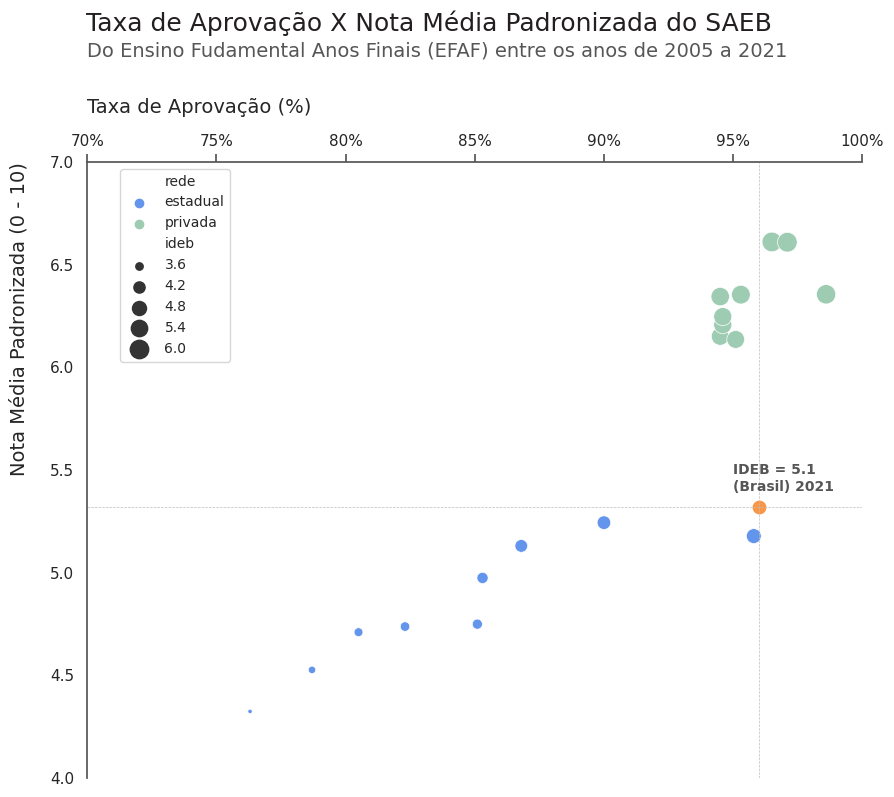 Taxa de Aprovação X Nota Média Padronizada do SAEB
Do Ensino Fudamental Anos Finais (EFAF) entre os anos de 2005 a 2021
Taxa de Aprovação (%)
70% 75% 80% 85% 90% 95% 100%
Nota Média Padronizada (0 - 10)
7.0
6.5
6.0
5.5
5.0
4.5
4.0
rede
estadual
privada
ideb
3.6
4.2
4.8
5.4
6.0
IDEB = 5.1
(Brasil) 2021